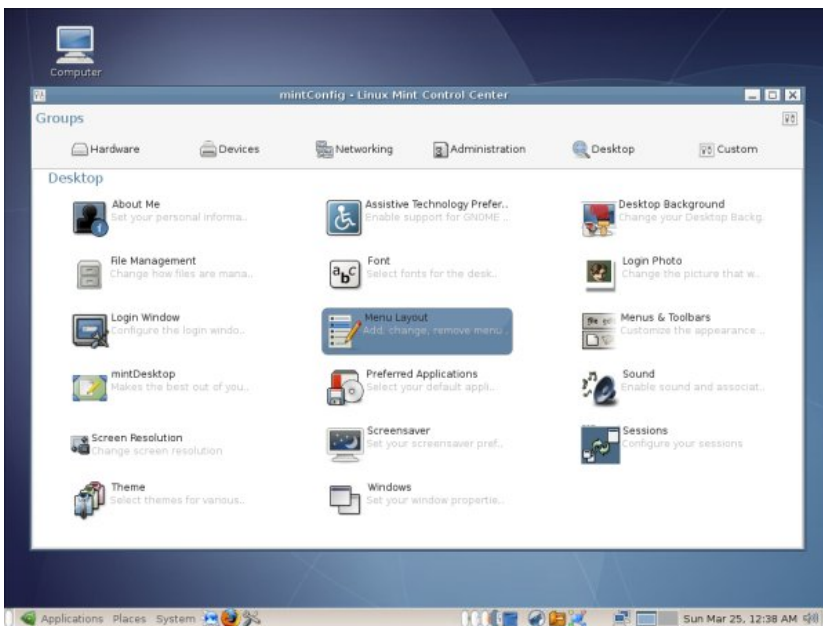 Computer
mintConfig - Linux Mint Control Center
Groups
Hardware Devices Networking Administration Desktop Custom
Desktop
About Me
Set your personal informa..
Assistive Technology Prefer..
Enable support for GNOME ..
Desktop Background
Change your Desktop Backg.
File Management
Change how files are mana..
Font
Select fonts for the desk..
Login Photo
Change the picture that w..
Login Window
Configure the login windo..
Menu Layout
Add, change, remove menu ..
Menus & Toolbars
Customize the appearance ..
mintDesktop
Makes the best out of you..
Preferred Applications
Select your default appli..
Sound
Enable sound and associat..
Screen Resolution
Change screen resolution
Screensaver
Set your screensaver pref..
Sessions
Configure your sessions
Theme
Select themes for various..
Windows
Set your window propertie..
Applications Places System Sun Mar 25, 12:38 AM